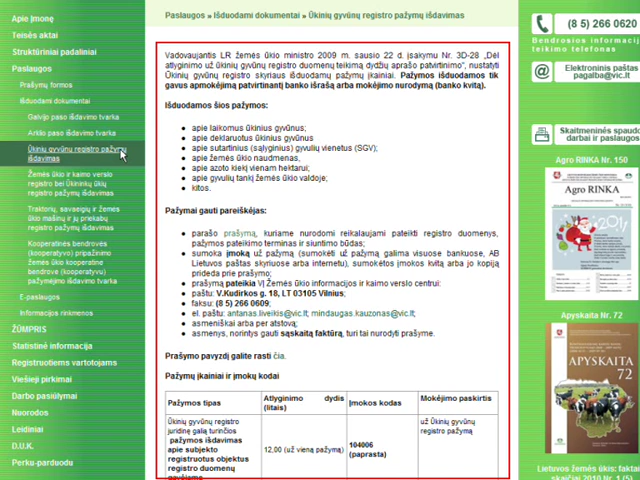 Apie įmonę
Teisės aktai
Struktūriniai padaliniai
Paslaugos
Prašymų formos
Išduodami dokumentai
Galvijo paso išdavimo tvarka
Arklio paso išdavimo tvarka
Ūkinių gyvūnų registro pažymų
išdavimas
Žemės ūkio ir kaimo verslo
registro bei Ūkininkų ūkių
registro pažymų išdavimas
Traktorių, savaeigių ir žemės
ūkio mašinų ir jų priekabų
registro pažymų išdavimas
Kooperatinės bendrovės
(kooperatyvo) pripažinimo
žemės ūkio kooperatine
bendrove (kooperatyvu)
pažymėjimo išdavimo tvarka
E-paslaugos
Informacijos rinkmenos
ŽŪMPRIS
Statistinė informacija
Registruotiems vartotojams
Viešieji pirkimai
Darbo pasiūlymai
Nuorodos
Leidiniai
D.U.K.
Perku-parduodu
Paslaugos » Išduodami dokumentai » Ūkinių gyvūnų registro pažymų išdavimas
Vadovaujantis LR žemės ūkio ministro 2009 m. sausio 22 d. įsakymu Nr. 3D-28 „Dėl
atlyginimo už ūkinių gyvūnų registro duomenų teikimą dydžių aprašo patvirtinimo", nustatyti
Ūkinių gyvūnų registro skyriaus išduodamų pažymų įkainiai. Pažymos išduodamos tik
gavus apmokėjimą patvirtinantį banko išrašą arba mokėjimo nurodymą (banko kvitą).
Išduodamos šios pažymos:
apie laikomus ūkinius gyvūnus;
apie deklaruotus ūkinius gyvūnus
apie sutartinius (sąlyginius) gyvulių vienetus (SGV);
apie žemės ūkio naudmenas,
apie azoto kiekį vienam hektarui;
apie gyvulių tankį žemės ūkio valdoje;
kitos.
Pažymai gauti pareiškėjas:
parašo prašymą, kuriame nurodomi reikalaujami pateikti registro duomenys,
pažymos pateikimo terminas ir siuntimo būdas;
sumoka įmoką už pažymą (sumokėti už pažymą galima visuose bankuose, AB
Lietuvos paštas skyriuose arba internetu), sumokėtos įmokos kvitą arba jo kopiją
prideda prie prašymo;
prašymą pateikia VĮ Žemės ūkio informacijos ir kaimo verslo centrui:
paštu: V.Kudirkos g. 18, LT 03105 Vilnius;
faksu: (8 5) 266 0609;
el. paštu: antanas.liveikis@vic.lt; mindaugas.kauzonas@vic.lt;
asmeniškai arba per atstovą;
asmenys, norintys gauti sąskaitą faktūrą, turi tai nurodyti prašyme.
Prašymo pavyzdį galite rasti čia.
Pažymų įkainiai ir įmokų kodai
Pažymos tipas
Atlyginimo dydis
(litais)
Įmokos kodas
Mokėjimo paskirtis
Ūkinių gyvūnų registro
juridinę galią turinčios
pažymos išdavimas
apie subjekto
registruotus objektus
registro duomenų
12,00 (už vieną pažymą)
104006
(paprasta)
už Ūkinių gyvūnų
registro pažymą
(8 5) 266 0620
Bendrosios informacij
teikimo telefonas
Elektroninis paštas
pagalba@vic.lt
Skaitmeninės spaudo
darbai ir paslaugos
Agro RINKA Nr. 150
Agro RINKA
2011
Apyskaita Nr. 72
APYSKAITA
72
Lietuvos žemės ūkis: faktai
skaičiai 2010 Nr. 1 (5)